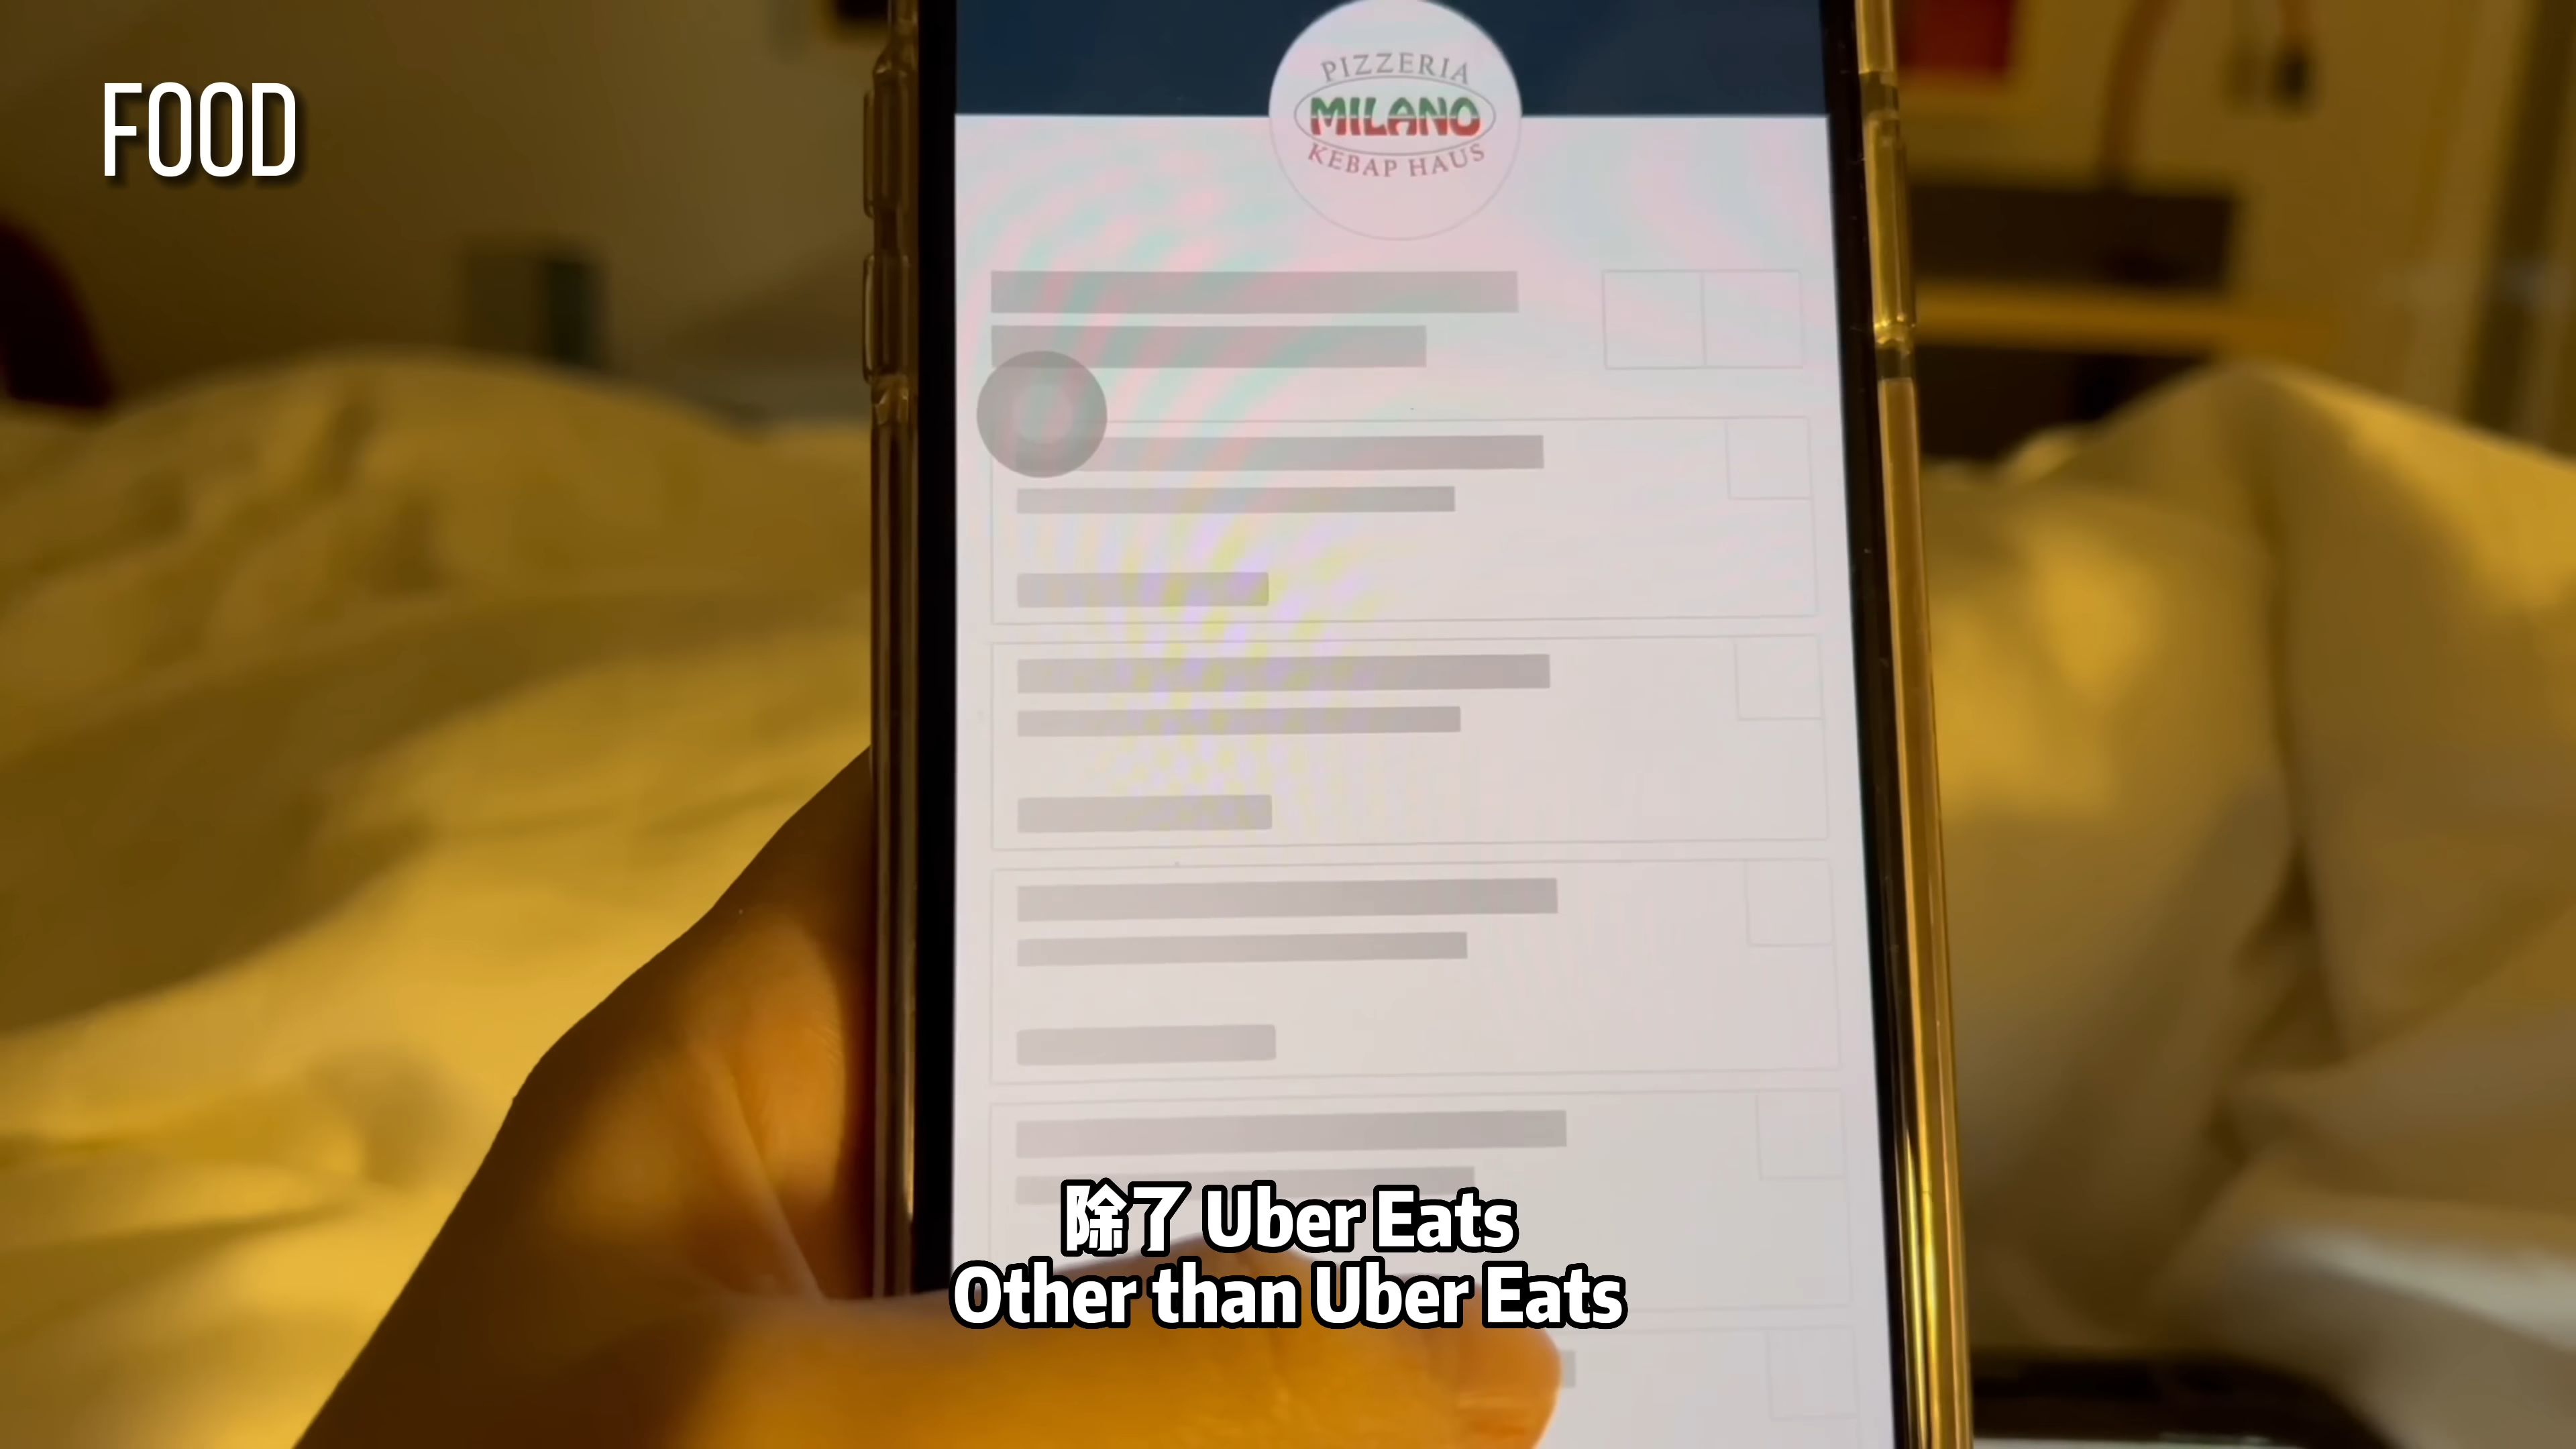 FOOD
PIZZERIA
MILANO
KEBAP HAUS
除了 Uber Eats
Other than Uber Eats